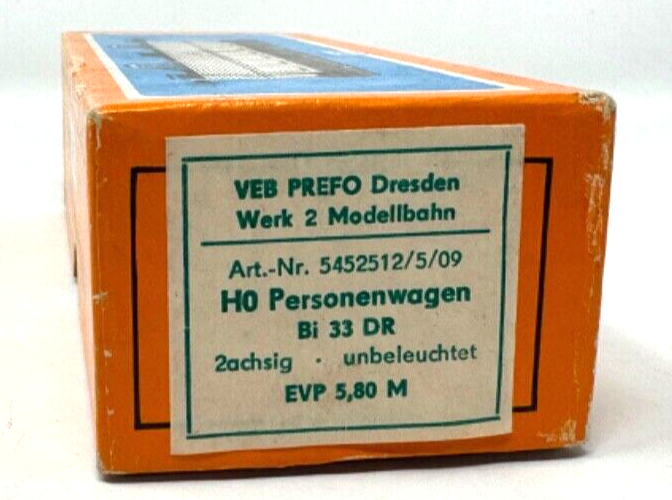 VEB PREFO Dresden
Werk 2 Modellbahn
Art.-Nr. 5452512/5/09
H0 Personenwagen
Bi 33 DR
2achsig · unbeleuchtet
EVP 5,80 M